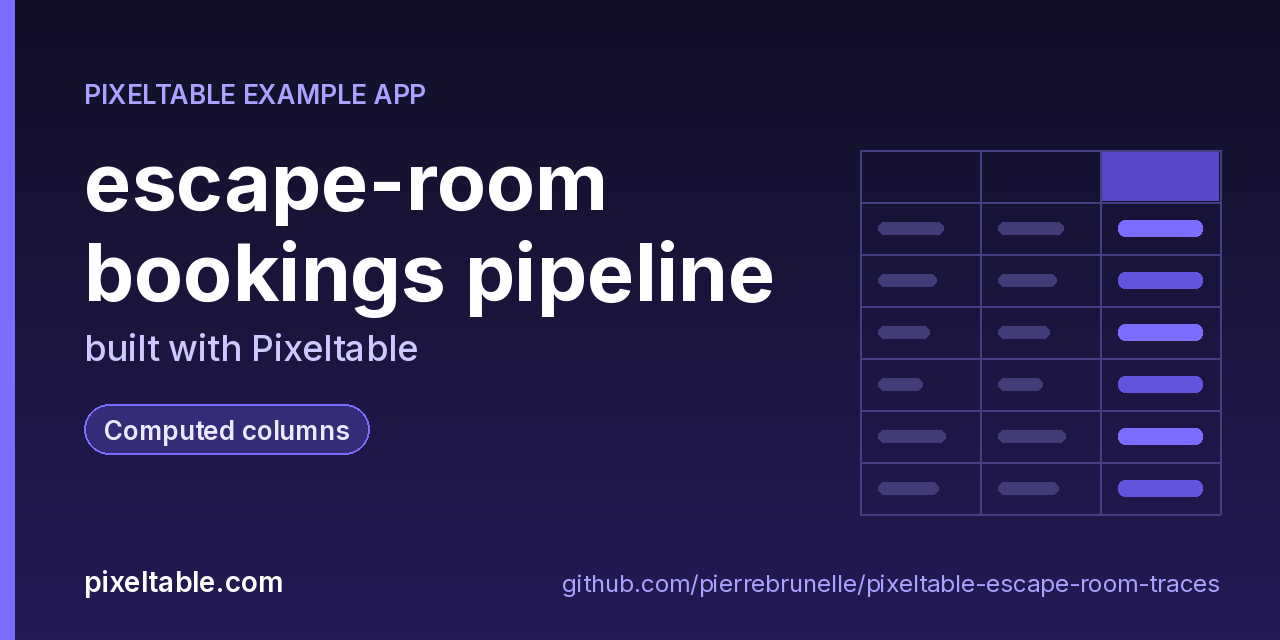 PIXELTABLE EXAMPLE APP
escape-room
bookings pipeline
built with Pixeltable
Computed columns
pixeltable.com
github.com/pierrebrunelle/pixeltable-escape-room-traces